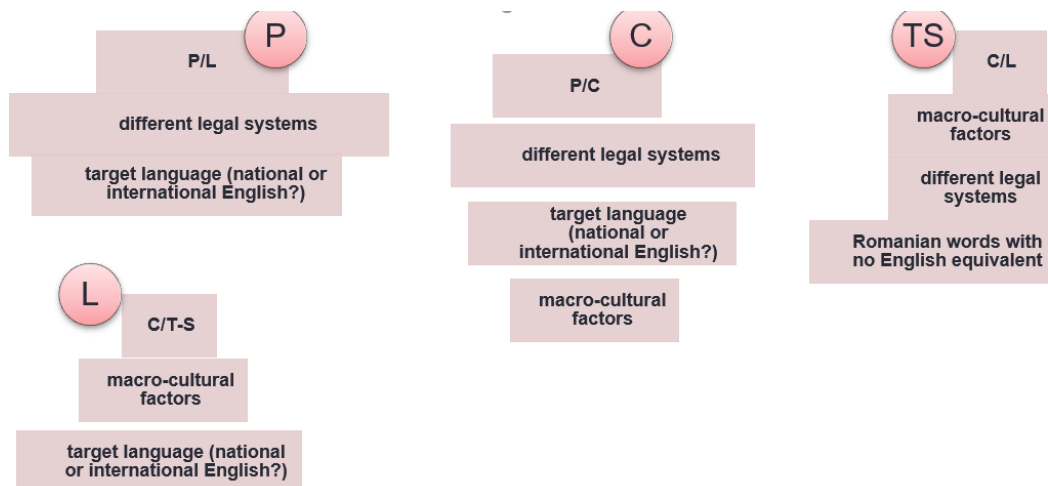 P
P/L
different legal systems
target language (national or
international English?)
C
P/C
different legal systems
target language
(national or
international English?)
macro-cultural
factors
TS
C/L
macro-cultural
factors
different legal
systems
Romanian words with
no English equivalent
L
C/T-S
macro-cultural
factors
target language (national
or international English?)